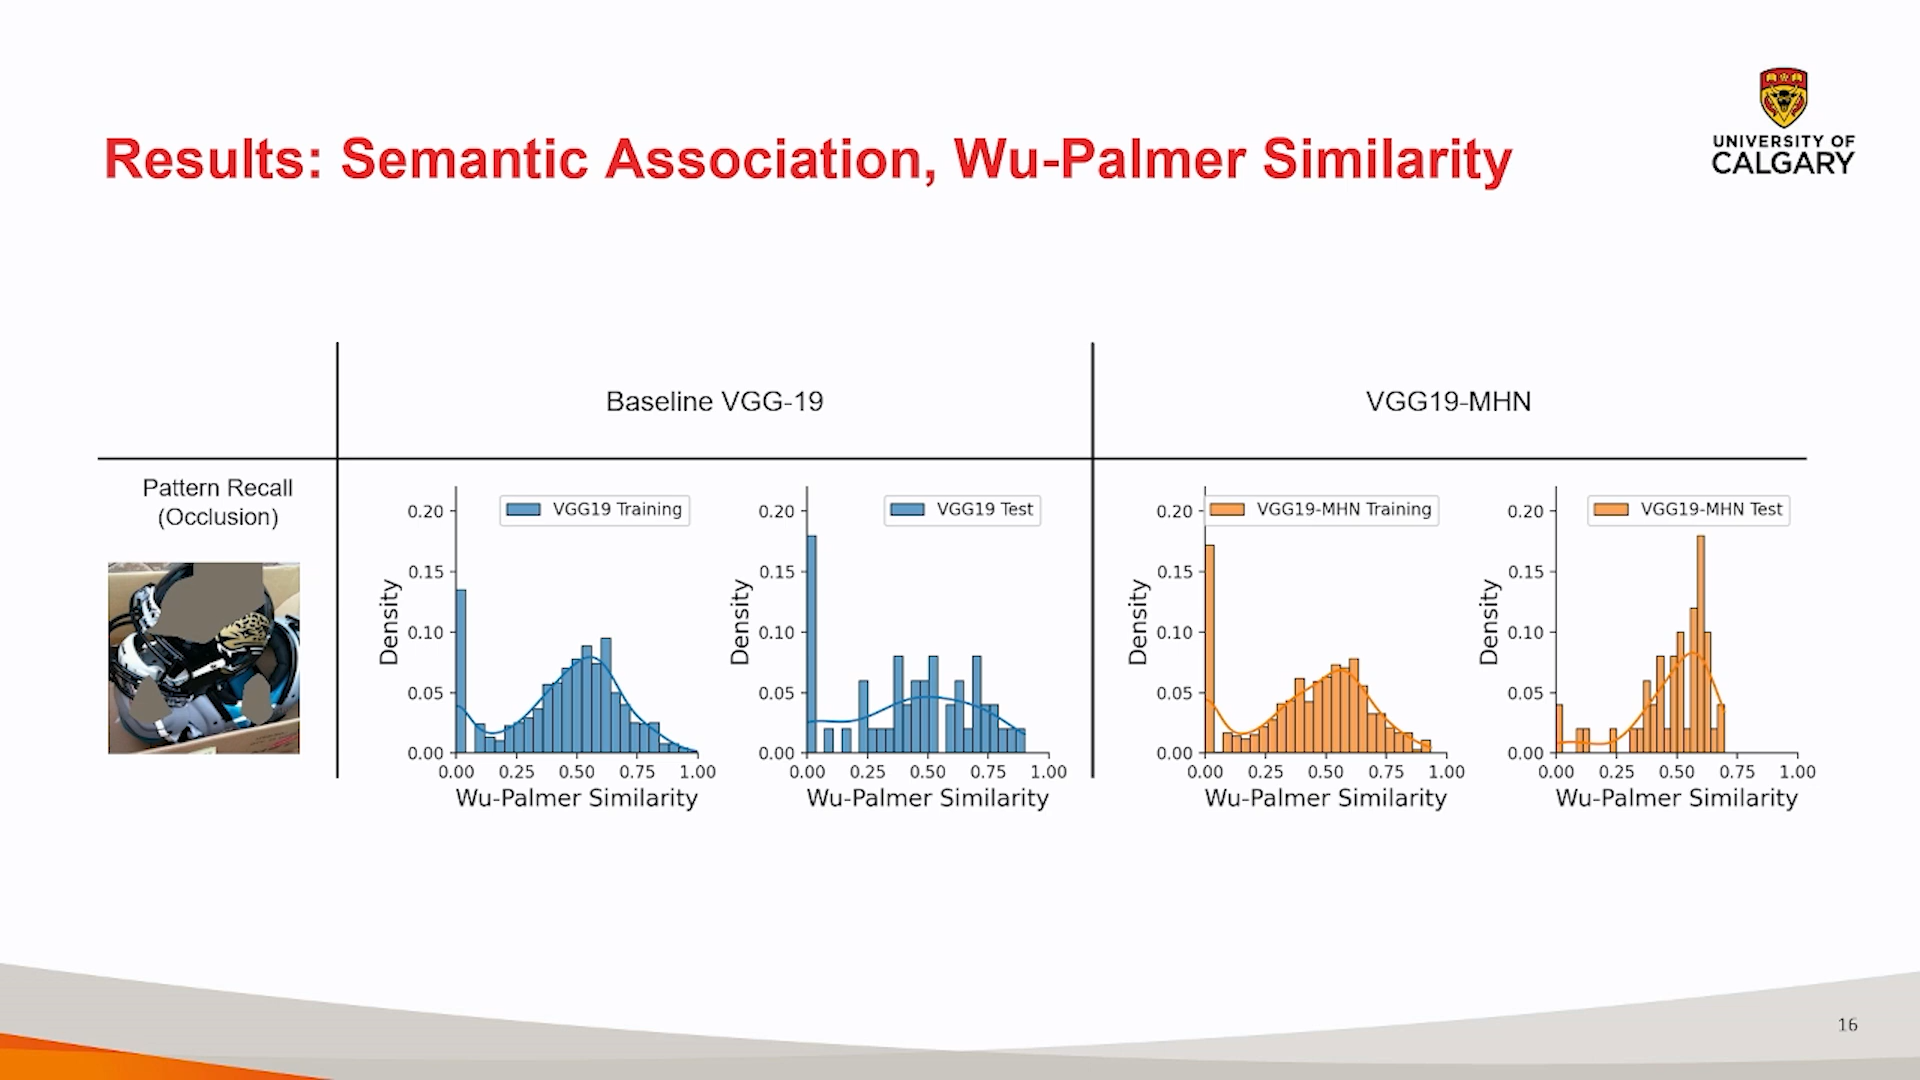 UNIVERSITY OF
CALGARY
Results: Semantic Association, Wu-Palmer Similarity
Baseline VGG-19
VGG19-MHN
Pattern Recall
(Occlusion)
VGG19 Training
0.20
0.15
0.10
0.05
0.00
Density
0.00 0.25 0.50 0.75 1.00
Wu-Palmer Similarity
VGG19 Test
0.20
0.15
0.10
0.05
0.00
Density
0.00 0.25 0.50 0.75 1.00
Wu-Palmer Similarity
VGG19-MHN Training
0.20
0.15
0.10
0.05
0.00
Density
0.00 0.25 0.50 0.75 1.00
Wu-Palmer Similarity
VGG19-MHN Test
0.20
0.15
0.10
0.05
0.00
Density
0.00 0.25 0.50 0.75 1.00
Wu-Palmer Similarity
16